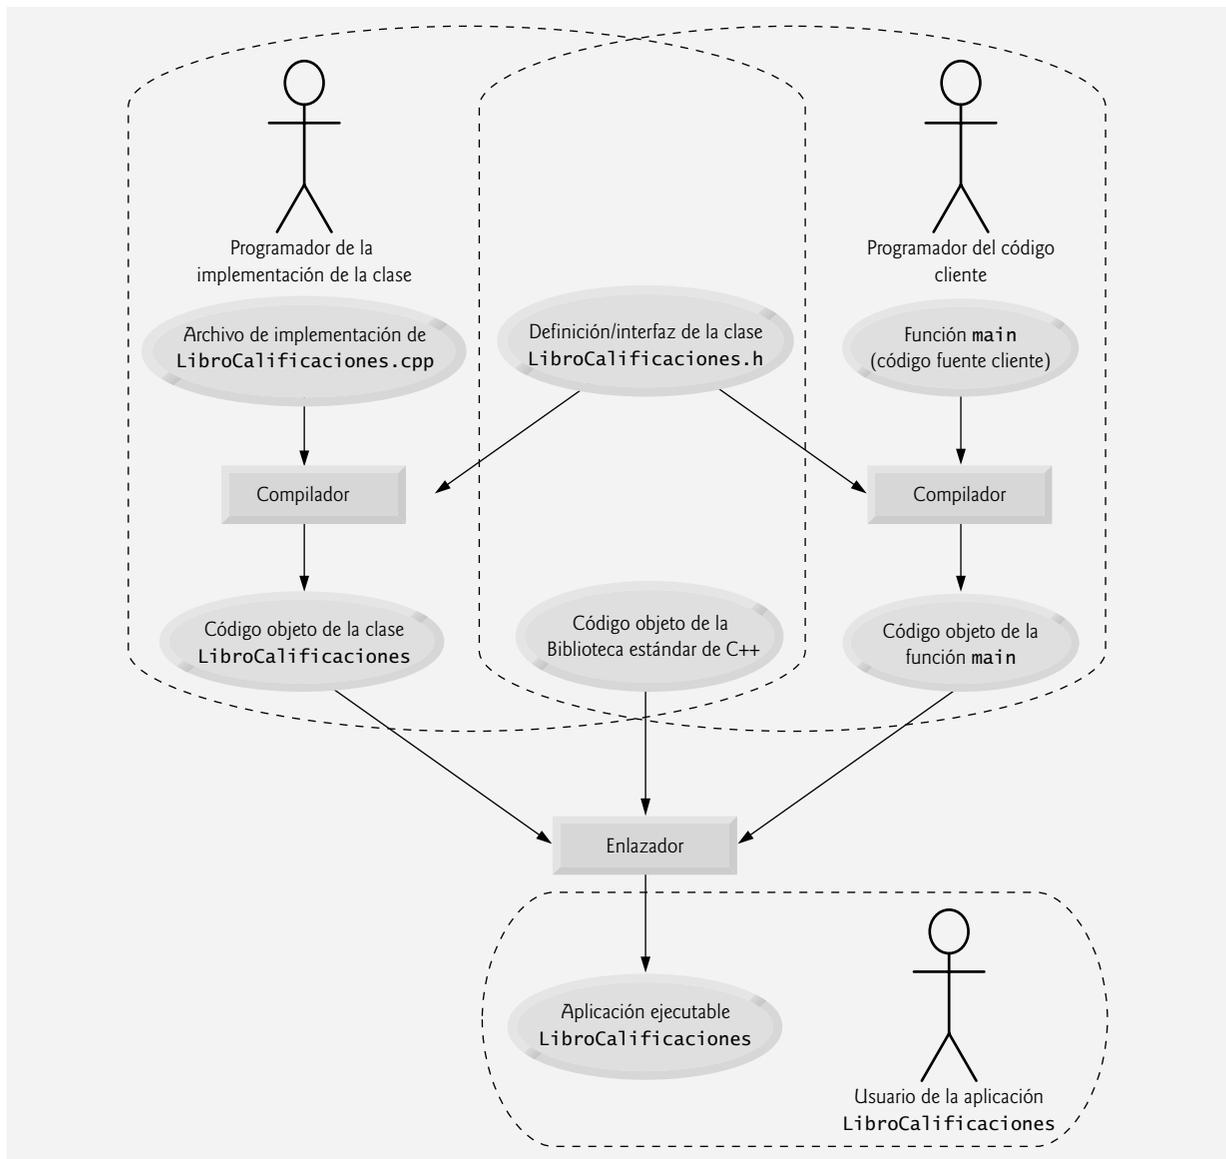 Programador de la
implementación de la clase
Programador del código
cliente
Archivo de implementación de
LibroCalificaciones.cpp
Definición/interfaz de la clase
LibroCalificaciones.h
Función main
(código fuente cliente)
Compilador
Compilador
Código objeto de la clase
LibroCalificaciones
Código objeto de la
Biblioteca estándar de C++
Código objeto de la
función main
Enlazador
Aplicación ejecutable
LibroCalificaciones
Usuario de la aplicación
LibroCalificaciones